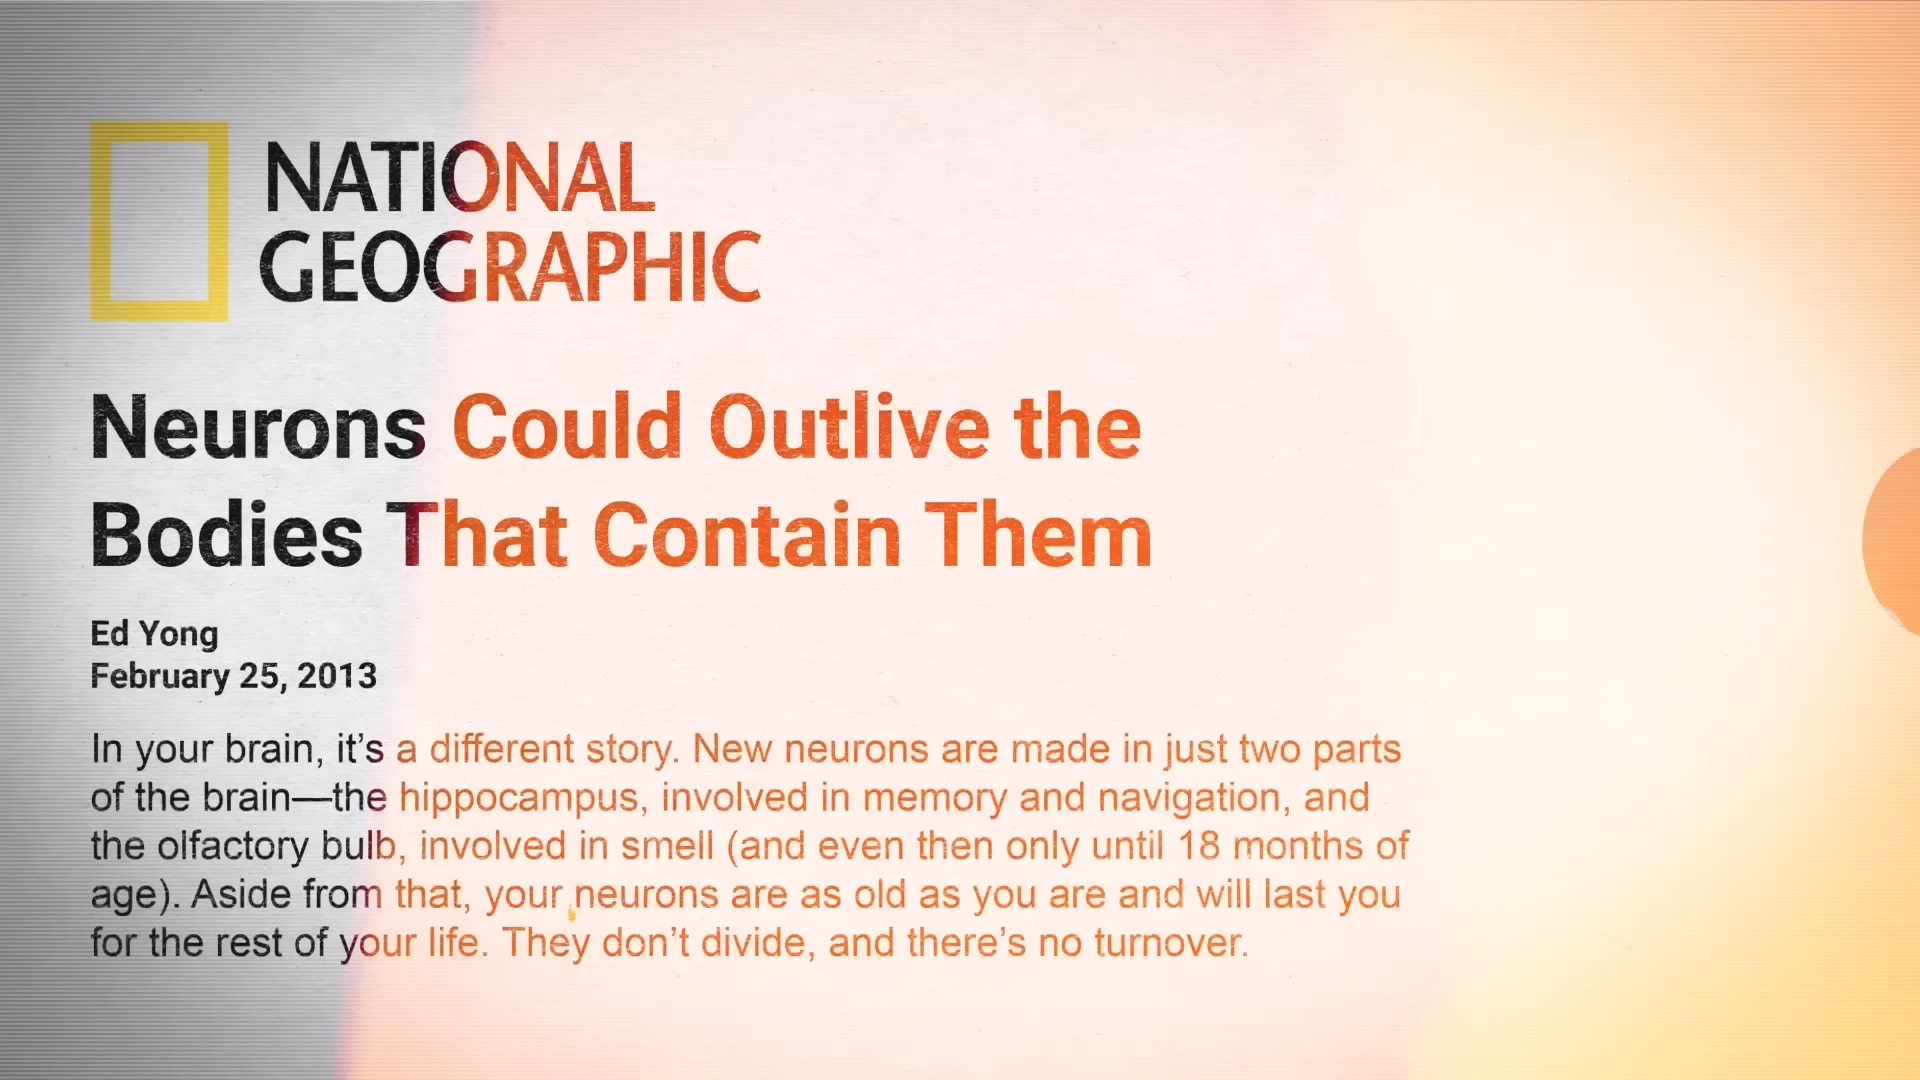 NATIONAL
GEOGRAPHIC
Neurons Could Outlive the
Bodies That Contain Them
Ed Yong
February 25, 2013
In your brain, it’s a different story. New neurons are made in just two parts
of the brain—the hippocampus, involved in memory and navigation, and
the olfactory bulb, involved in smell (and even then only until 18 months of
age). Aside from that, your neurons are as old as you are and will last you
for the rest of your life. They don’t divide, and there’s no turnover.